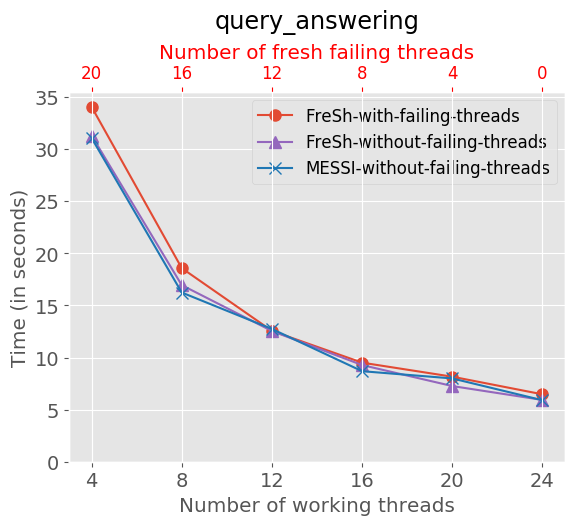 query_answering
Number of fresh failing threads
20 16 12 8 4 0
FreSh-with-failing-threads
FreSh-without-failing-threads
MESSI-without-failing-threads
35
30
25
20
15
10
5
0
Time (in seconds)
4 8 12 16 20 24
Number of working threads